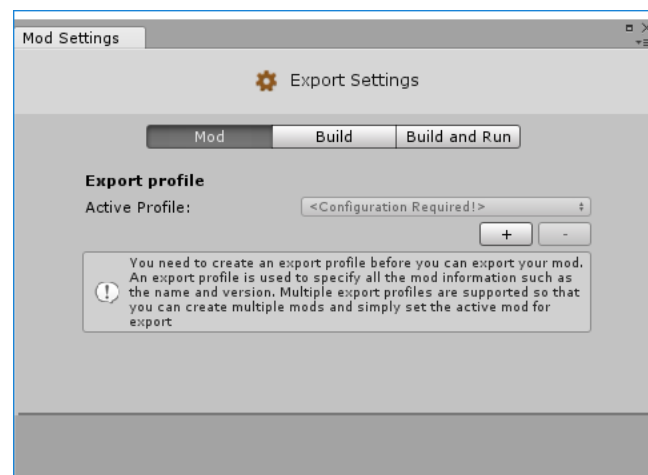 Mod Settings
Export Settings
Mod Build Build and Run
Export profile
Active Profile: <Configuration Required!>
+ -
You need to create an export profile before you can export your mod.
An export profile is used to specify all the mod information such as
the name and version. Multiple export profiles are supported so that
you can create multiple mods and simply set the active mod for
export